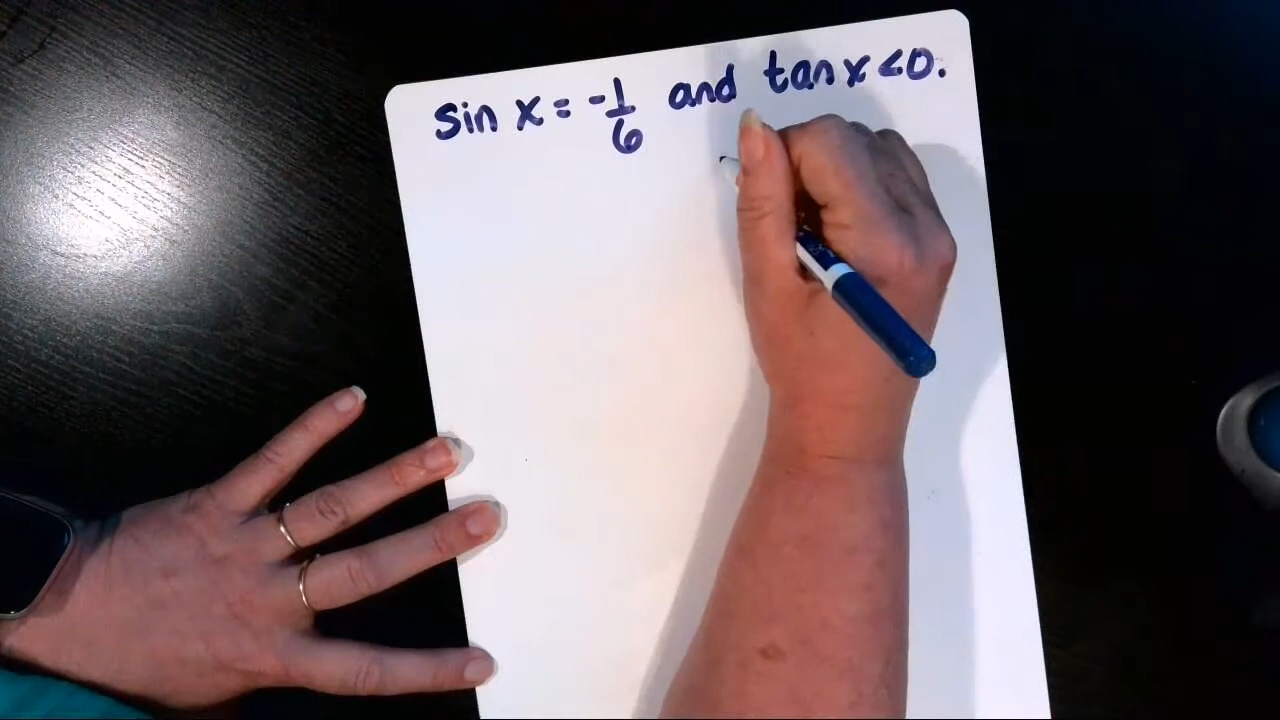 sin x = -1/6 and tan x < 0.